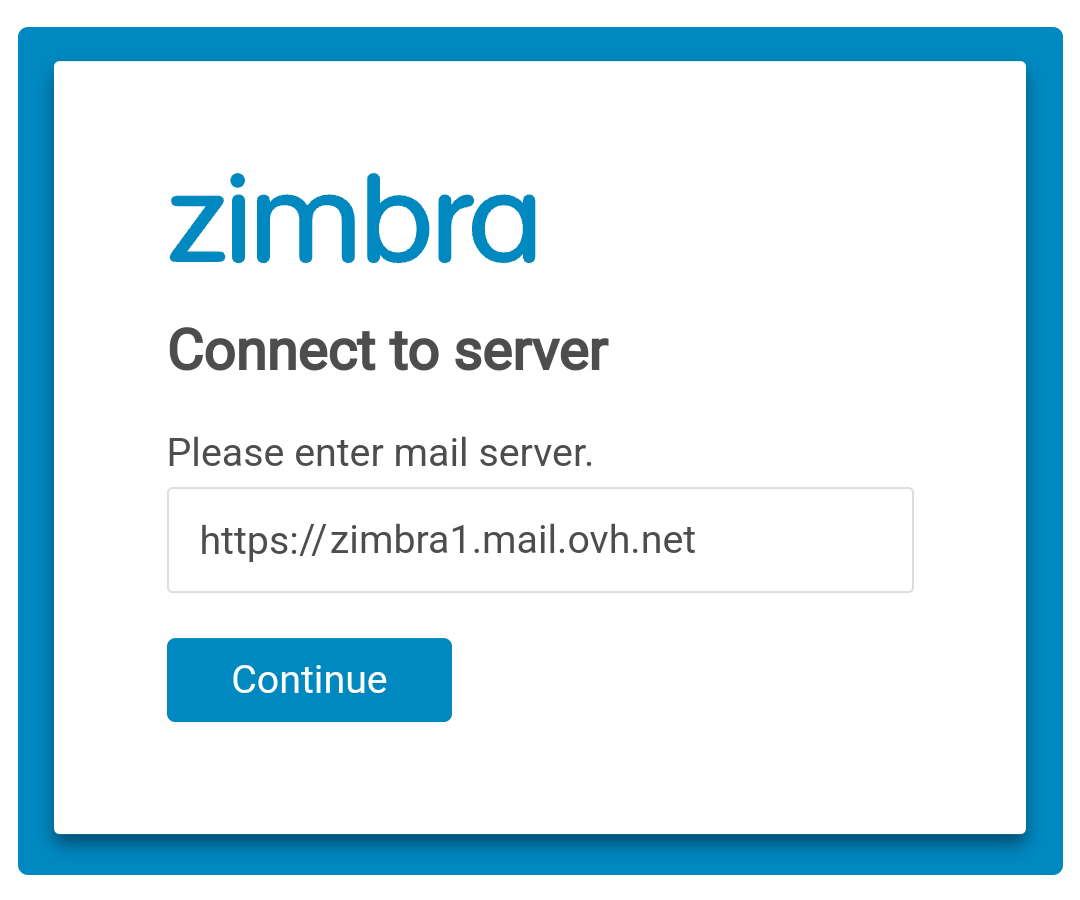 zimbra
Connect to server
Please enter mail server.
https://zimbra1.mail.ovh.net
Continue